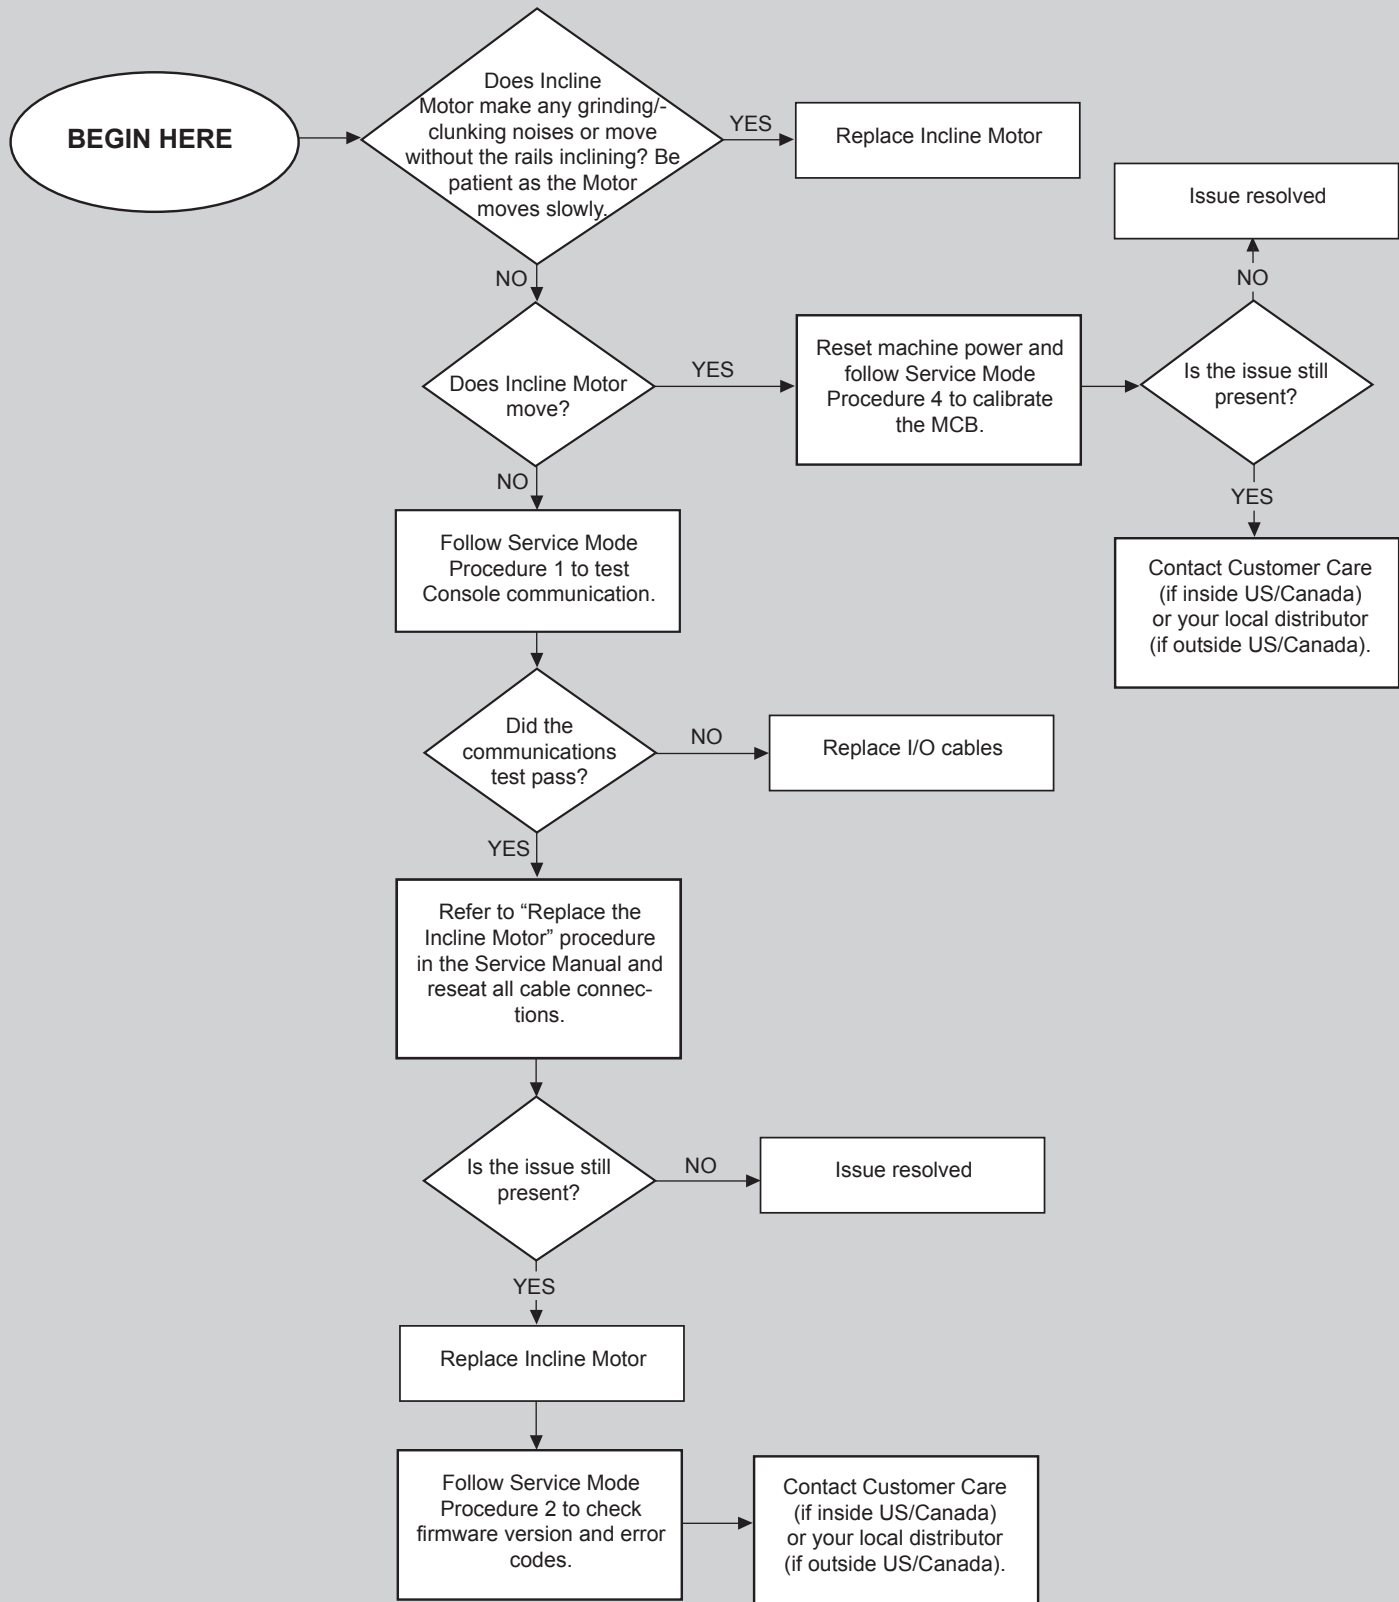 BEGIN HERE
Does Incline
Motor make any grinding/-
clunking noises or move
without the rails inclining? Be
patient as the Motor
moves slowly.
YES
Replace Incline Motor
NO
Does Incline Motor
move?
YES
Reset machine power and
follow Service Mode
Procedure 4 to calibrate
the MCB.
Is the issue still
present?
NO
Issue resolved
YES
Contact Customer Care
(if inside US/Canada)
or your local distributor
(if outside US/Canada).
NO
Follow Service Mode
Procedure 1 to test
Console communication.
Did the
communications
test pass?
NO
Replace I/O cables
YES
Refer to “Replace the
Incline Motor” procedure
in the Service Manual and
reseat all cable connec-
tions.
Is the issue still
present?
NO
Issue resolved
YES
Replace Incline Motor
Follow Service Mode
Procedure 2 to check
firmware version and error
codes.
Contact Customer Care
(if inside US/Canada)
or your local distributor
(if outside US/Canada).